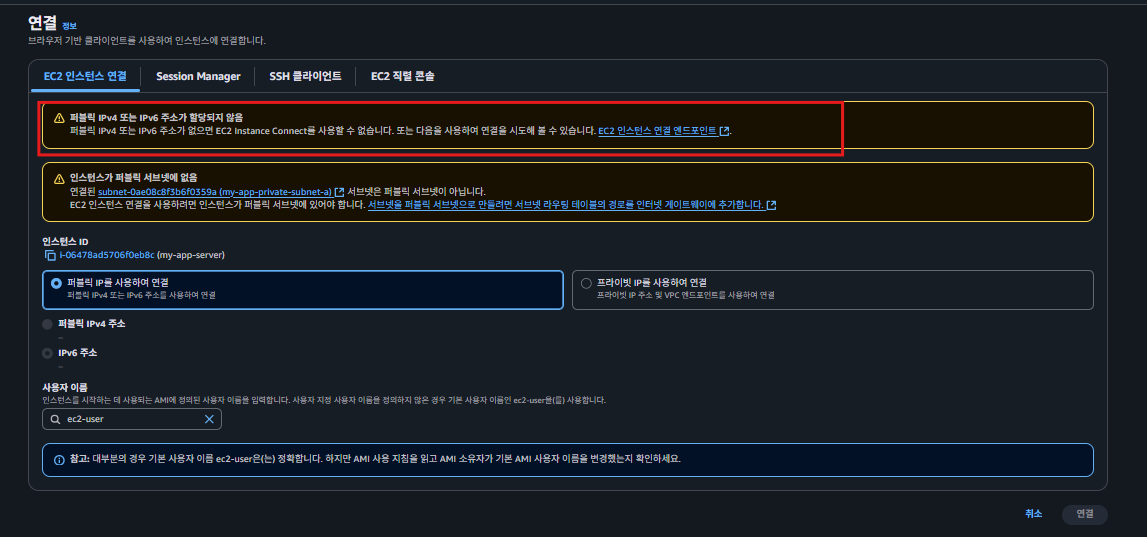 연결 정보
브라우저 기반 클라이언트를 사용하여 인스턴스에 연결합니다.
EC2 인스턴스 연결
Session Manager
SSH 클라이언트
EC2 직렬 콘솔
퍼블릭 IPv4 또는 IPv6 주소가 할당되지 않음
퍼블릭 IPv4 또는 IPv6 주소가 없으면 EC2 Instance Connect를 사용할 수 없습니다. 또는 다음을 사용하여 연결을 시도해 볼 수 있습니다. EC2 인스턴스 연결 엔드포인트.
인스턴스가 퍼블릭 서브넷에 없음
연결된 subnet-0ae08c8f3b6f0359a (my-app-private-subnet-a) 서브넷은 퍼블릭 서브넷이 아닙니다.
EC2 인스턴스 연결을 사용하려면 인스턴스가 퍼블릭 서브넷에 있어야 합니다. 서브넷을 퍼블릭 서브넷으로 만들려면 서브넷 라우팅 테이블의 경로를 인터넷 게이트웨이에 추가합니다.
인스턴스 ID
i-06478ad5706f0eb8c (my-app-server)
퍼블릭 IP를 사용하여 연결
퍼블릭 IPv4 또는 IPv6 주소를 사용하여 연결
프라이빗 IP를 사용하여 연결
프라이빗 IP 주소 및 VPC 엔드포인트를 사용하여 연결
퍼블릭 IPv4 주소
–
IPv6 주소
–
사용자 이름
인스턴스를 시작하는 데 사용되는 AMI에 정의된 사용자 이름을 입력합니다. 사용자 지정 사용자 이름을 정의하지 않은 경우 기본 사용자 이름인 ec2-user을(를) 사용합니다.
ec2-user
참고: 대부분의 경우 기본 사용자 이름 ec2-user은(는) 정확합니다. 하지만 AMI 사용 지침을 읽고 AMI 소유자가 기본 AMI 사용자 이름을 변경했는지 확인하세요.
취소
연결